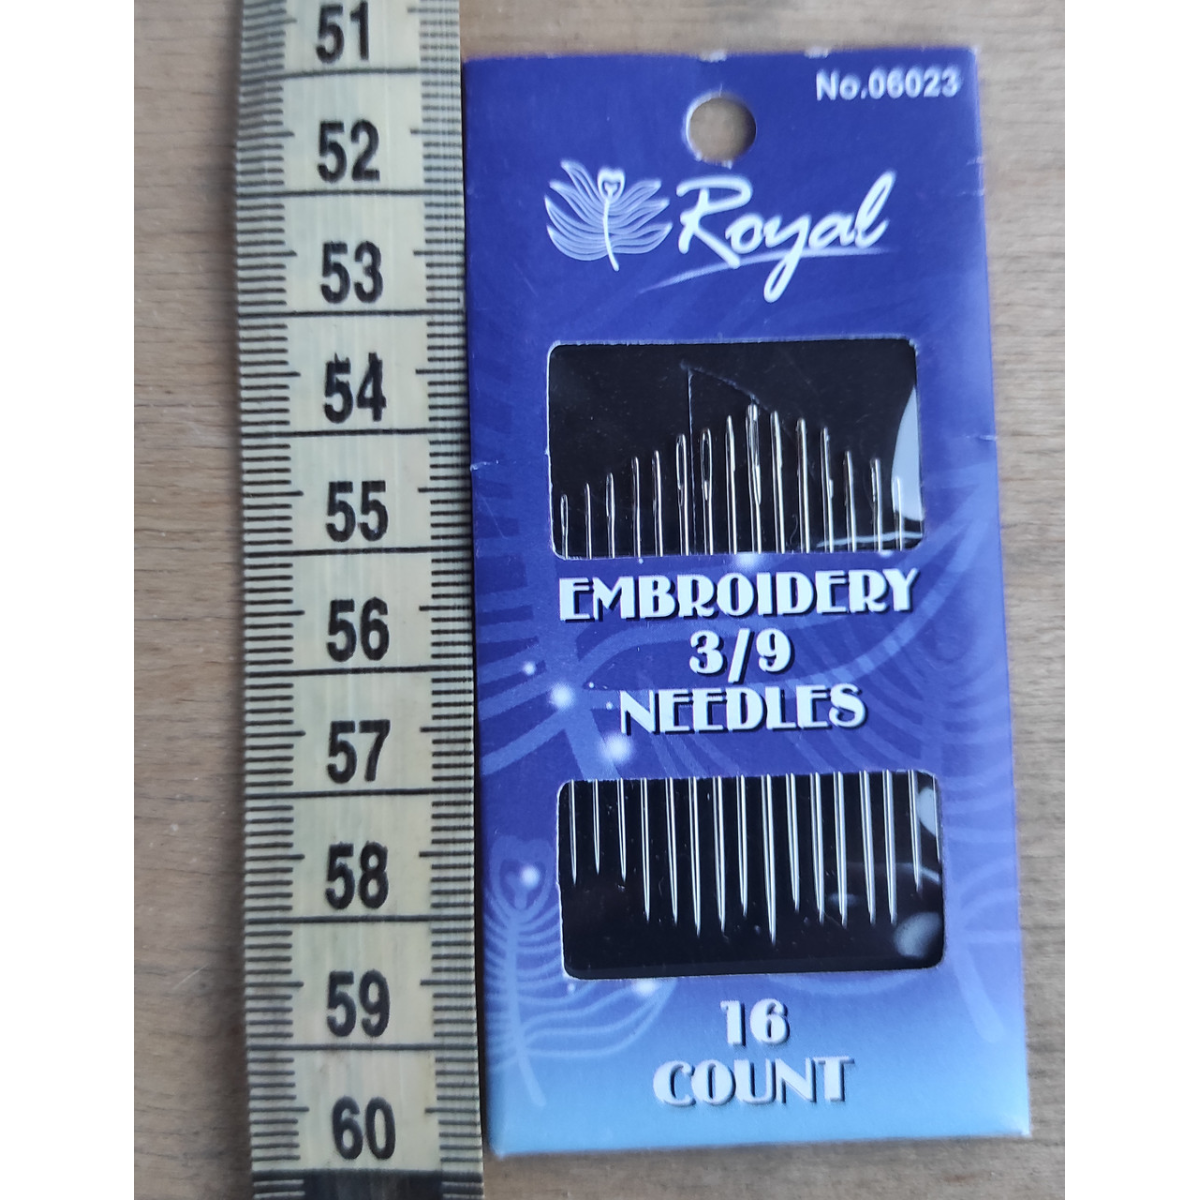 51
52
53
54
55
56
57
58
59
60
No.06023
Royal
EMBROIDERY
3/9
NEEDLES
16
COUNT